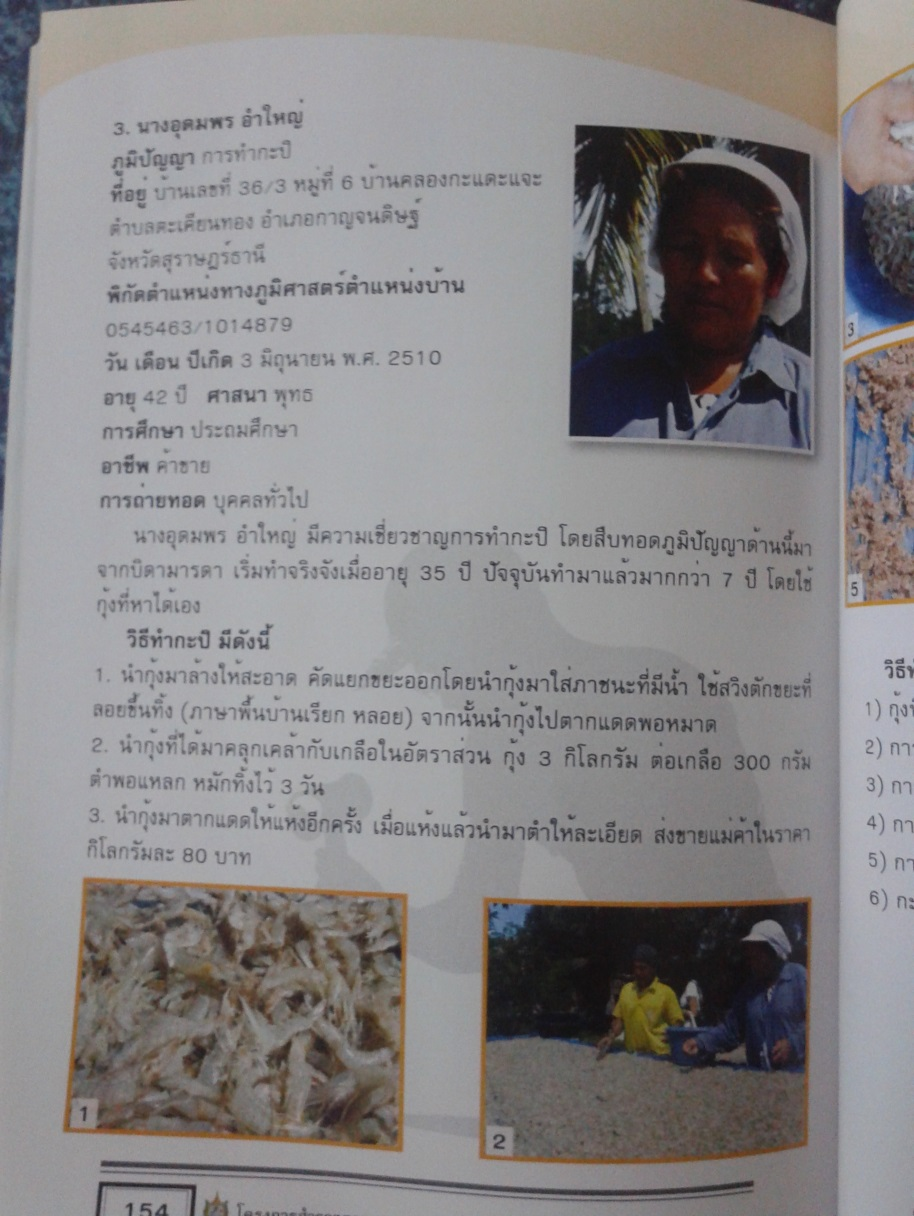 3. นางอุดมพร อำใหญ่
ภูมิปัญญา การทำกะปิ
ที่อยู่ บ้านเลขที่ 36/3 หมู่ที่ 6 บ้านคลองกะแดะแจะ
ตำบลตะเคียนทอง อำเภอกาญจนดิษฐ์
จังหวัดสุราษฎร์ธานี
พิกัดตำแหน่งทางภูมิศาสตร์ตำแหน่งบ้าน
0545463/1014879
วัน เดือน ปีเกิด 3 มิถุนายน พ.ศ. 2510
อายุ 42 ปี ศาสนา พุทธ
การศึกษา ประถมศึกษา
อาชีพ ค้าขาย
การถ่ายทอด บุคคลทั่วไป
นางอุดมพร อำใหญ่ มีความเชี่ยวชาญการทำกะปิ โดยสืบทอดภูมิปัญญาด้านนี้มา
จากบิดามารดา เริ่มทำจริงจังเมื่ออายุ 35 ปี ปัจจุบันทำมาแล้วมากกว่า 7 ปี โดยใช้
กุ้งที่หาได้เอง
วิธีทำกะปิ มีดังนี้
1. นำกุ้งมาล้างให้สะอาด คัดแยกขยะออกโดยนำกุ้งมาใส่ภาชนะที่มีน้ำ ใช้สวิงตักขยะที่
ลอยขึ้นทิ้ง (ภาษาพื้นบ้านเรียก หลอย) จากนั้นนำกุ้งไปตากแดดพอหมาด
2. นำกุ้งที่ได้มาคลุกเคล้ากับเกลือในอัตราส่วน กุ้ง 3 กิโลกรัม ต่อเกลือ 300 กรัม
ตำพอแหลก หมักทิ้งไว้ 3 วัน
3. นำกุ้งมาตากแดดให้แห้งอีกครั้ง เมื่อแห้งแล้วนำมาตำให้ละเอียด ส่งขายแม่ค้าในราคา
กิโลกรัมละ 80 บาท
1
2
154
3
5
1)
2)
3)
4)
5)
6)